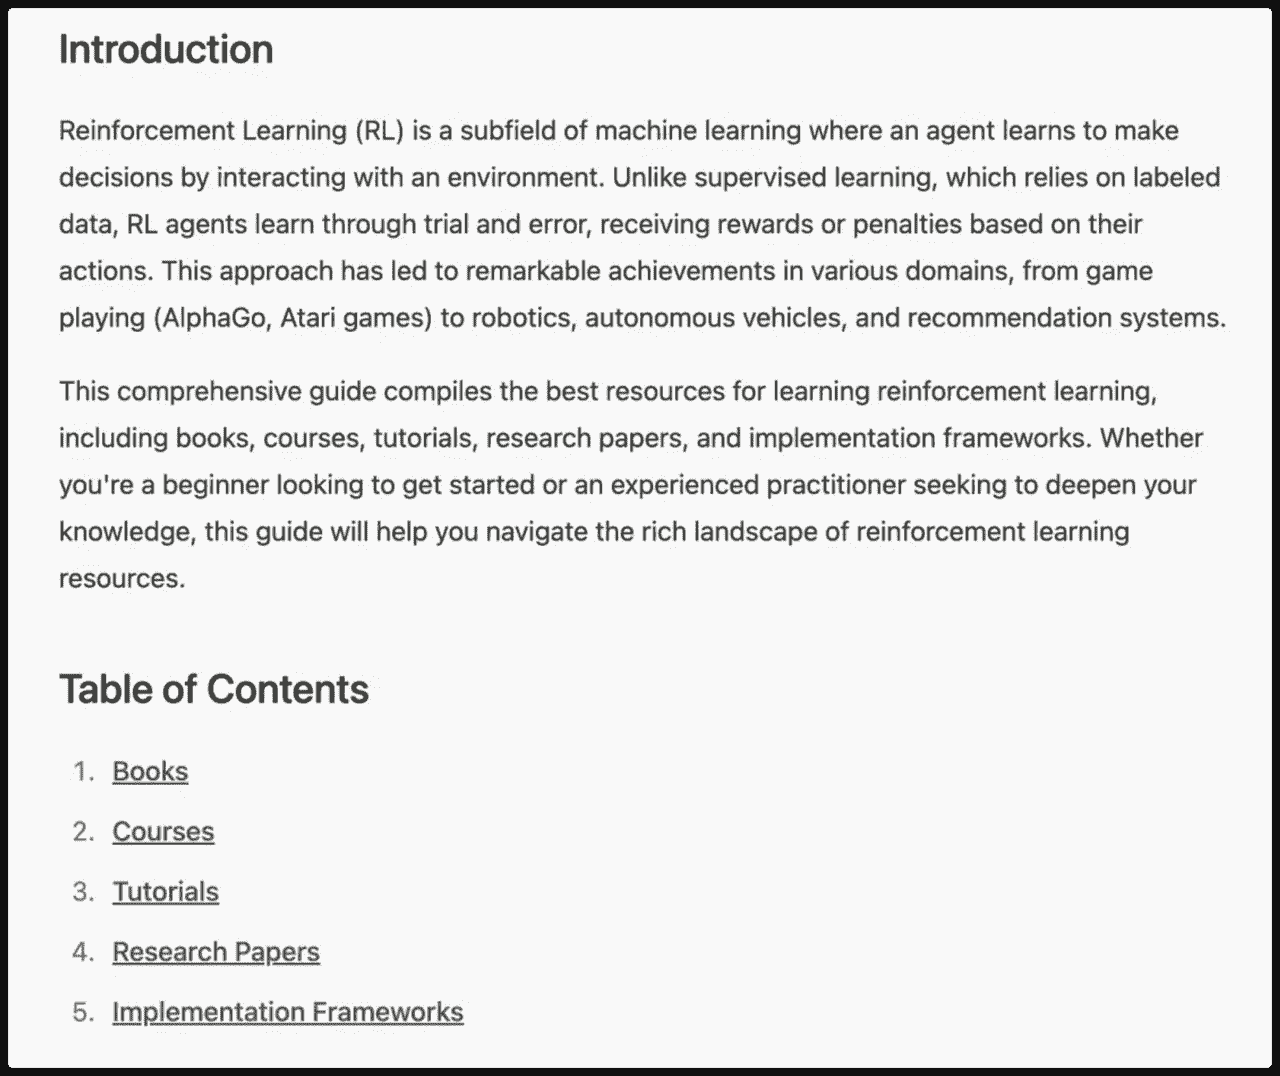 Introduction
Reinforcement Learning (RL) is a subfield of machine learning where an agent learns to make
decisions by interacting with an environment. Unlike supervised learning, which relies on labeled
data, RL agents learn through trial and error, receiving rewards or penalties based on their
actions. This approach has led to remarkable achievements in various domains, from game
playing (AlphaGo, Atari games) to robotics, autonomous vehicles, and recommendation systems.
This comprehensive guide compiles the best resources for learning reinforcement learning,
including books, courses, tutorials, research papers, and implementation frameworks. Whether
you're a beginner looking to get started or an experienced practitioner seeking to deepen your
knowledge, this guide will help you navigate the rich landscape of reinforcement learning
resources.
Table of Contents
1. Books
2. Courses
3. Tutorials
4. Research Papers
5. Implementation Frameworks